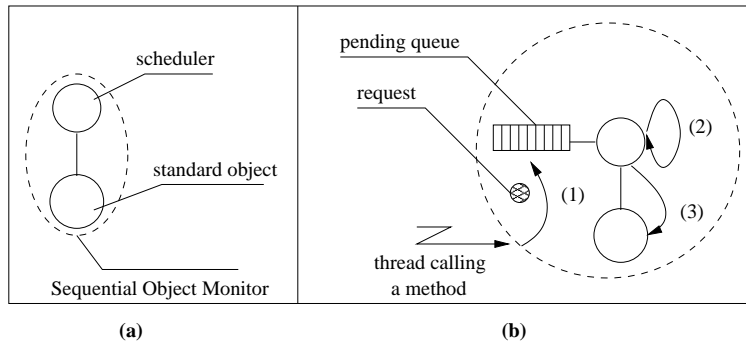 scheduler
standard object
Sequential Object Monitor
(a)
pending queue
request
(1)
(2)
(3)
thread calling
a method
(b)